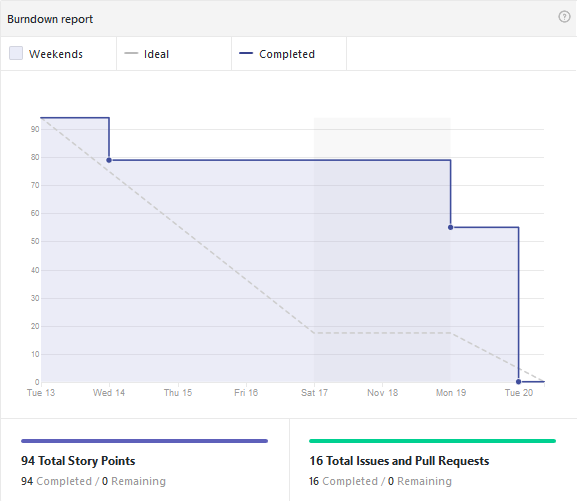 Burndown report
?
Weekends
Ideal
Completed
90
80
70
60
50
40
30
20
10
0
Tue 13 Wed 14 Thu 15 Fri 16 Sat 17 Nov 18 Mon 19 Tue 20
94 Total Story Points
94 Completed / 0 Remaining
16 Total Issues and Pull Requests
16 Completed / 0 Remaining